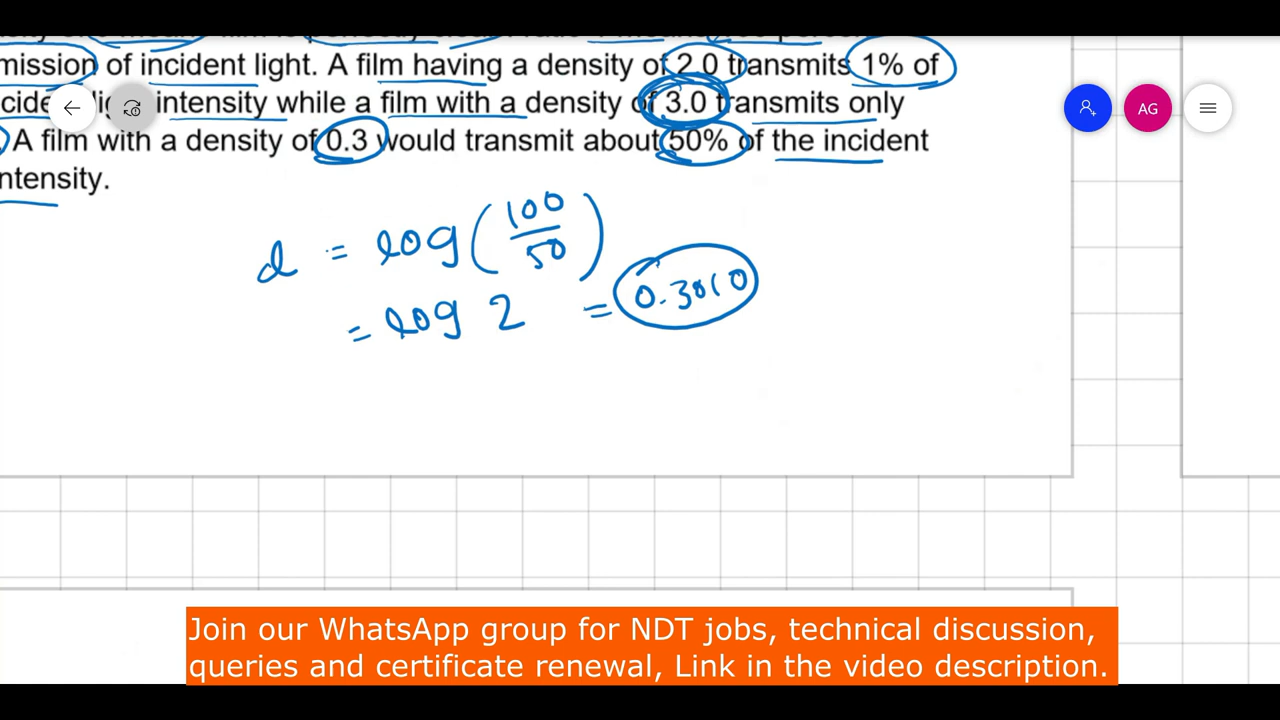 mission of incident light. A film having a density of 2.0 transmits 1% of
intensity while a film with a density of 3.0 transmits only
AG
A film with a density of 0.3 would transmit about 50% of the incident
ntensity.
d = log(100/50)
= log 2 = 0.3010
Join our WhatsApp group for NDT jobs, technical discussion,
queries and certificate renewal, Link in the video description.